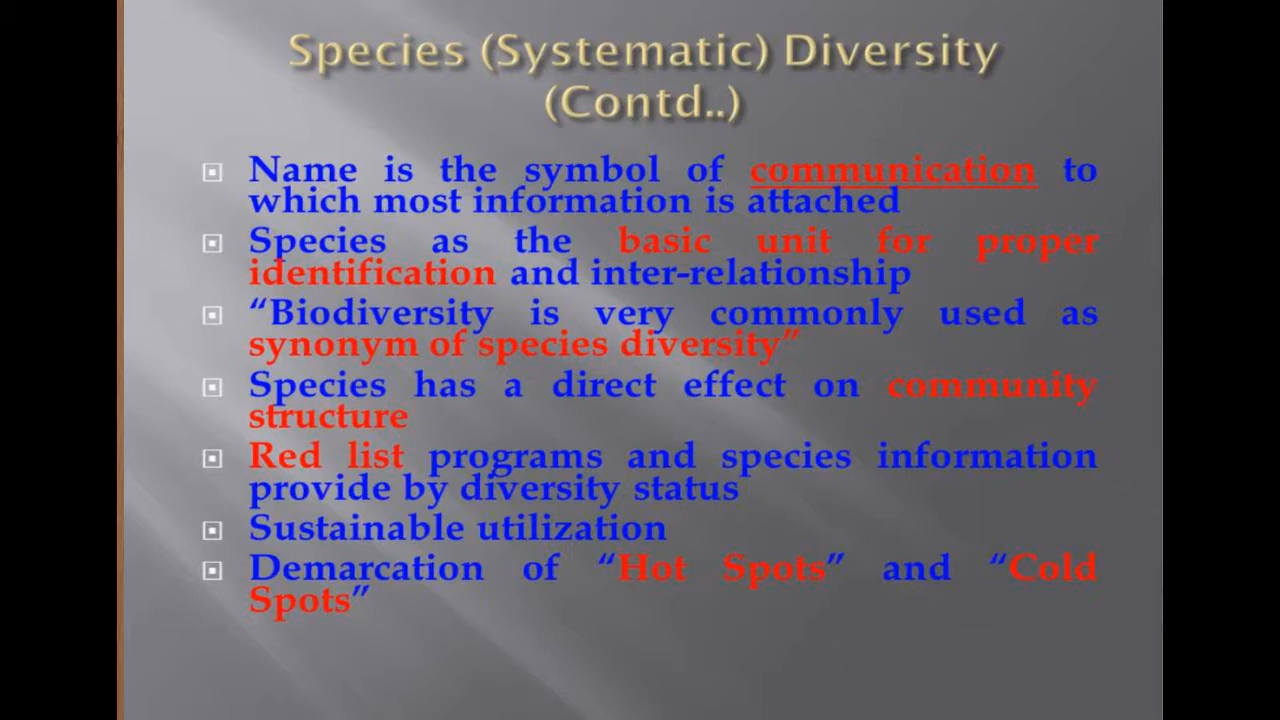 Species (Systematic) Diversity
(Contd..)
Name is the symbol of communication to
which most information is attached
Species as the basic unit for proper
identification and inter-relationship
“Biodiversity is very commonly used as
synonym of species diversity”
Species has a direct effect on community
structure
Red list programs and species information
provide by diversity status
Sustainable utilization
Demarcation of “Hot Spots” and “Cold
Spots”